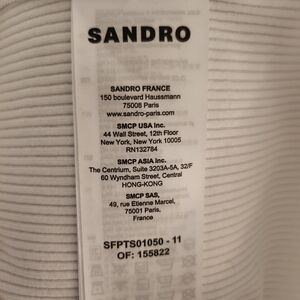 SANDRO
SANDRO FRANCE
150 boulevard Haussmann
75008 Paris
www.sandro-paris.com
SMCP USA Inc.
44 Wall Street, 12th Floor
New York, New York 10005
RN132784
SMCP ASIA Inc.
The Centrium, Suite 3203A-5A, 32/F
60 Wyndham Street, Central
HONG-KONG
SMCP SAS,
49, rue Etienne Marcel,
75001 Paris,
France
SFPTS01050 - 11
OF: 155822